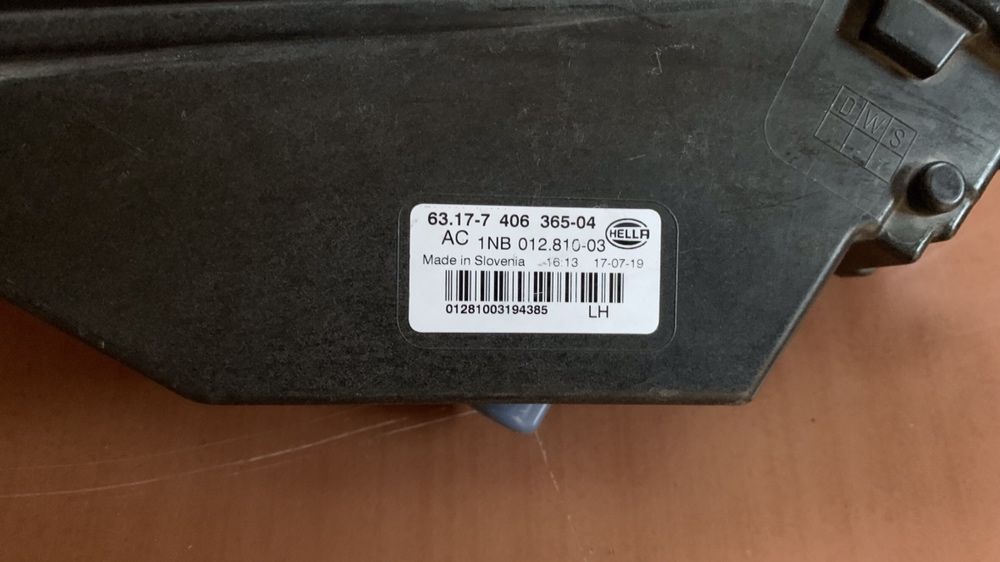 D W S
63.17-7 406 365-04
AC 1NB 012.810-03 HELLA
Made in Slovenia 16:13 17-07-19
01281003194385 LH